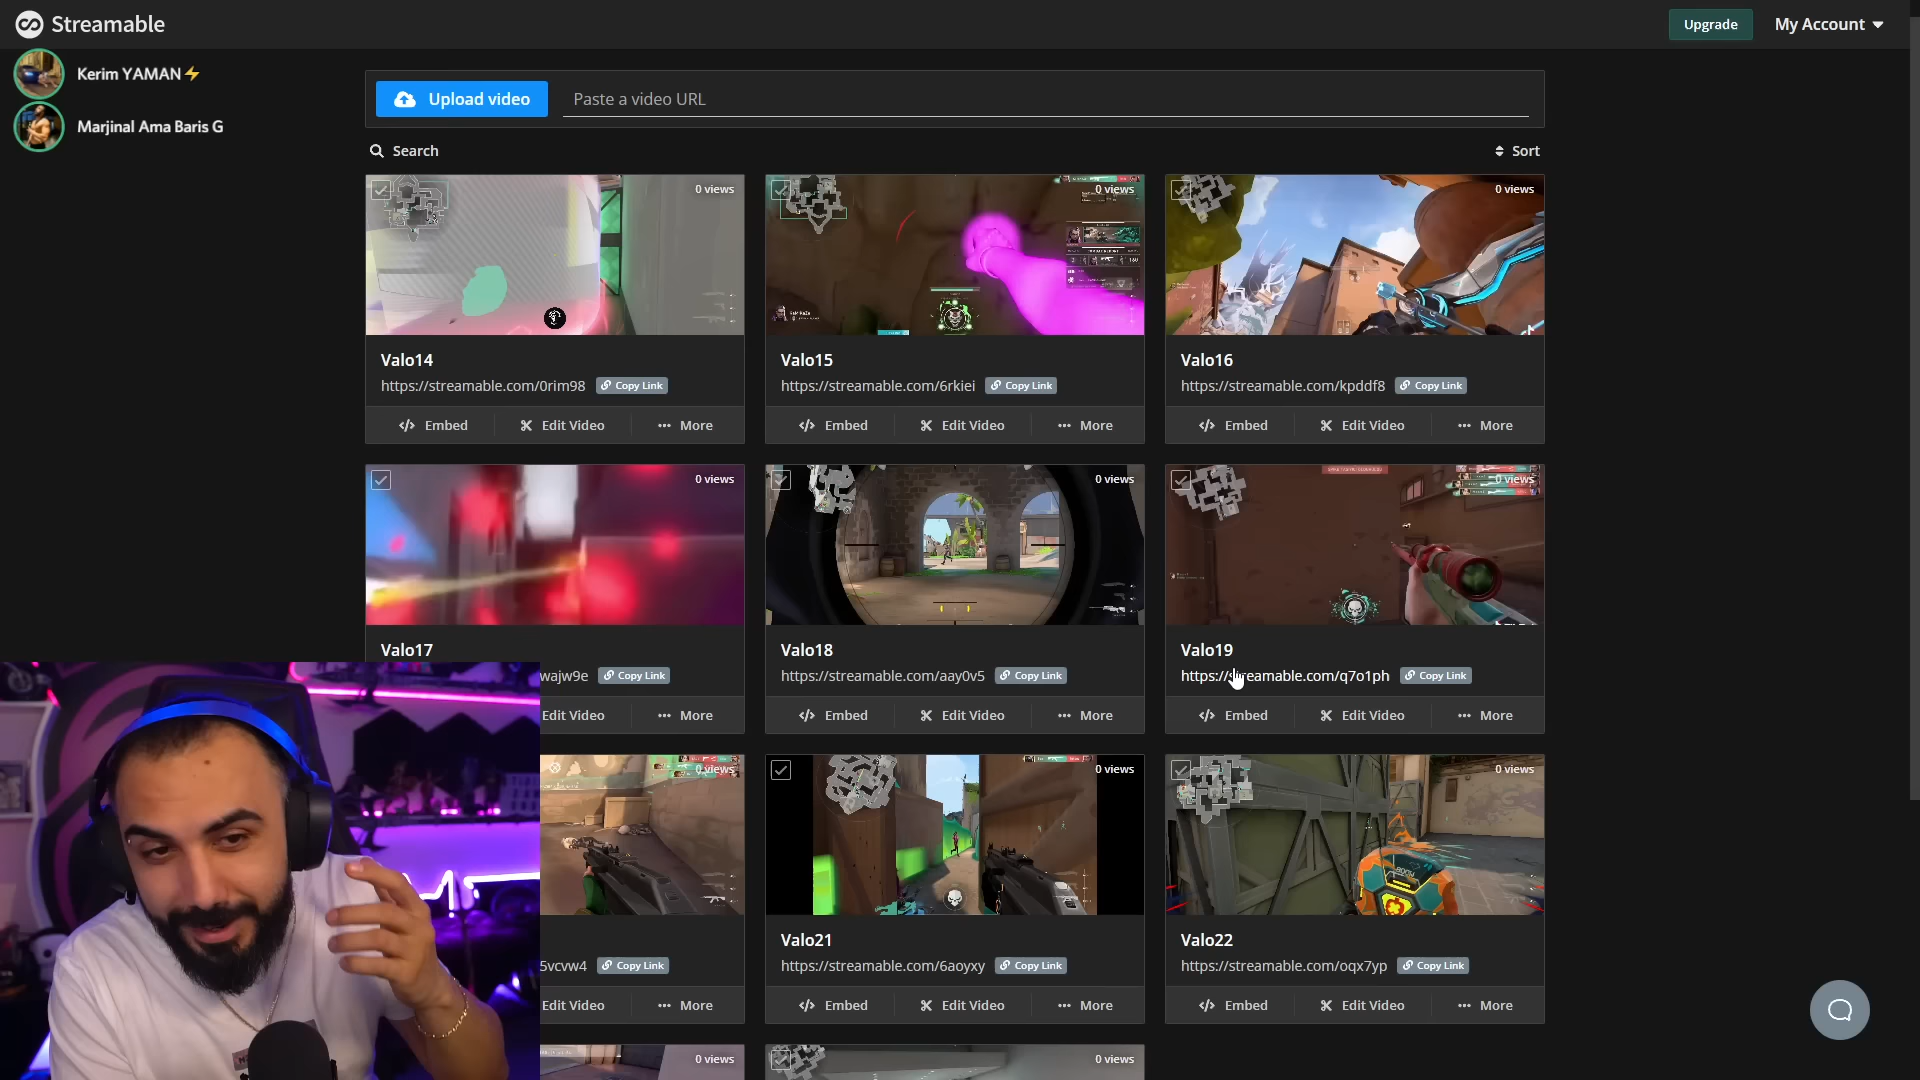 Streamable
Upgrade
My Account
Kerim YAMAN⚡
Marjinal Ama Baris G
Upload video
Paste a video URL
Search
Sort
0 views
0 views
0 views
Valo14
https://streamable.com/0rim98
Copy Link
Embed
Edit Video
More
Valo15
https://streamable.com/6rkiei
Copy Link
Embed
Edit Video
More
Valo16
https://streamable.com/kpddf8
Copy Link
Embed
Edit Video
More
0 views
0 views
0 views
Valo17
wajw9e
Copy Link
Edit Video
More
Valo18
https://streamable.com/aay0v5
Copy Link
Embed
Edit Video
More
Valo19
https://streamable.com/q7o1ph
Copy Link
Embed
Edit Video
More
0 views
0 views
0 views
5vcvw4
Copy Link
Edit Video
More
Valo21
https://streamable.com/6aoyxy
Copy Link
Embed
Edit Video
More
Valo22
https://streamable.com/oqx7yp
Copy Link
Embed
Edit Video
More
0 views
0 views